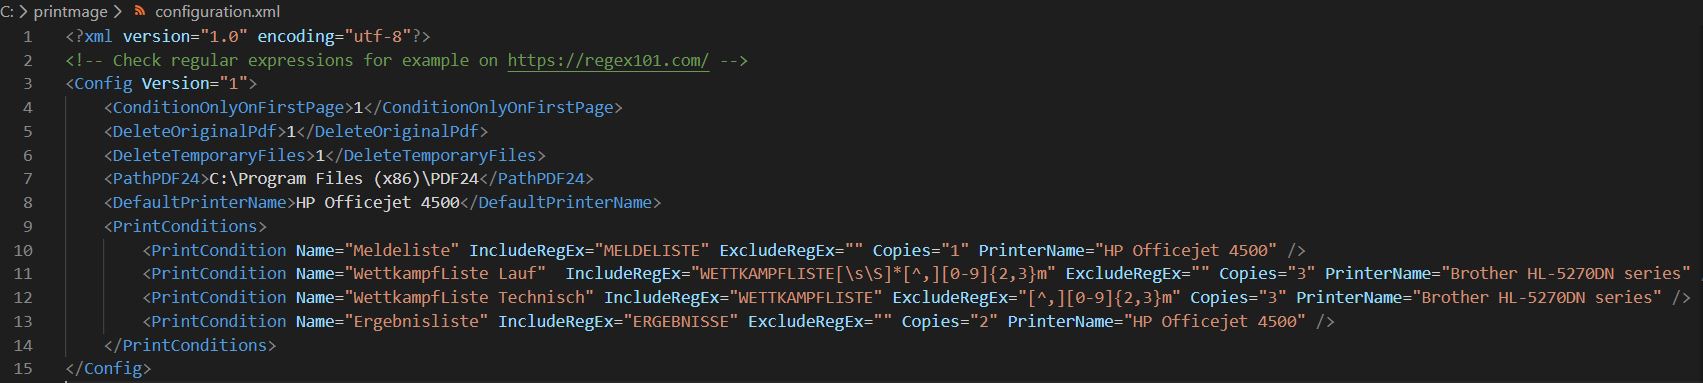 C: > printmage > configuration.xml
1 <?xml version="1.0" encoding="utf-8"?>
2 <!-- Check regular expressions for example on https://regex101.com/ -->
3 <Config Version="1">
4 <ConditionOnlyOnFirstPage>1</ConditionOnlyOnFirstPage>
5 <DeleteOriginalPdf>1</DeleteOriginalPdf>
6 <DeleteTemporaryFiles>1</DeleteTemporaryFiles>
7 <PathPDF24>C:\Program Files (x86)\PDF24</PathPDF24>
8 <DefaultPrinterName>HP Officejet 4500</DefaultPrinterName>
9 <PrintConditions>
10 <PrintCondition Name="Meldeliste" IncludeRegEx="MELDELISTE" ExcludeRegEx="" Copies="1" PrinterName="HP Officejet 4500" />
11 <PrintCondition Name="WettkampfListe Lauf"  IncludeRegEx="WETTKAMPFLISTE[\s\S]*[^,][0-9]{2,3}m" ExcludeRegEx="" Copies="3" PrinterName="Brother HL-5270DN series"
12 <PrintCondition Name="WettkampfListe Technisch" IncludeRegEx="WETTKAMPFLISTE" ExcludeRegEx="[^,][0-9]{2,3}m" Copies="3" PrinterName="Brother HL-5270DN series" />
13 <PrintCondition Name="Ergebnisliste" IncludeRegEx="ERGEBNISSE" ExcludeRegEx="" Copies="2" PrinterName="HP Officejet 4500" />
14 </PrintConditions>
15 </Config>